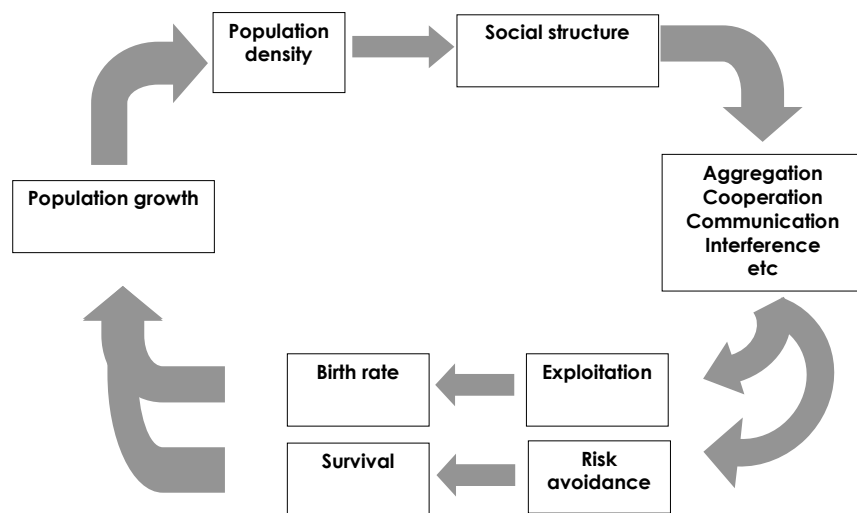 Population
density
Social structure
Aggregation
Cooperation
Communication
Interference
etc
Population growth
Birth rate
Exploitation
Survival
Risk
avoidance